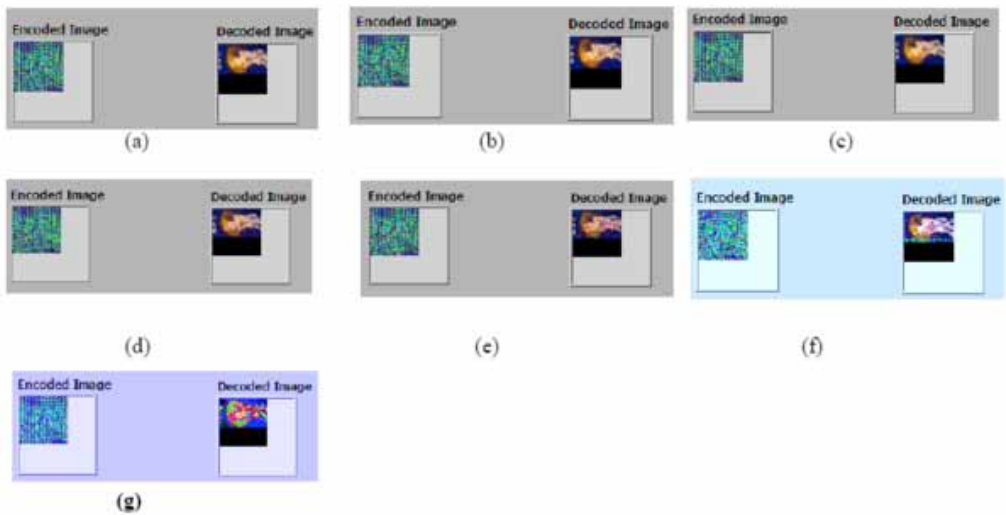 Encoded Image Decoded Image
(a)
Encoded Image Decoded Image
(b)
Encoded Image Decoded Image
(c)
Encoded Image Decoded Image
(d)
Encoded Image Decoded Image
(e)
Encoded Image Decoded Image
(f)
Encoded Image Decoded Image
(g)